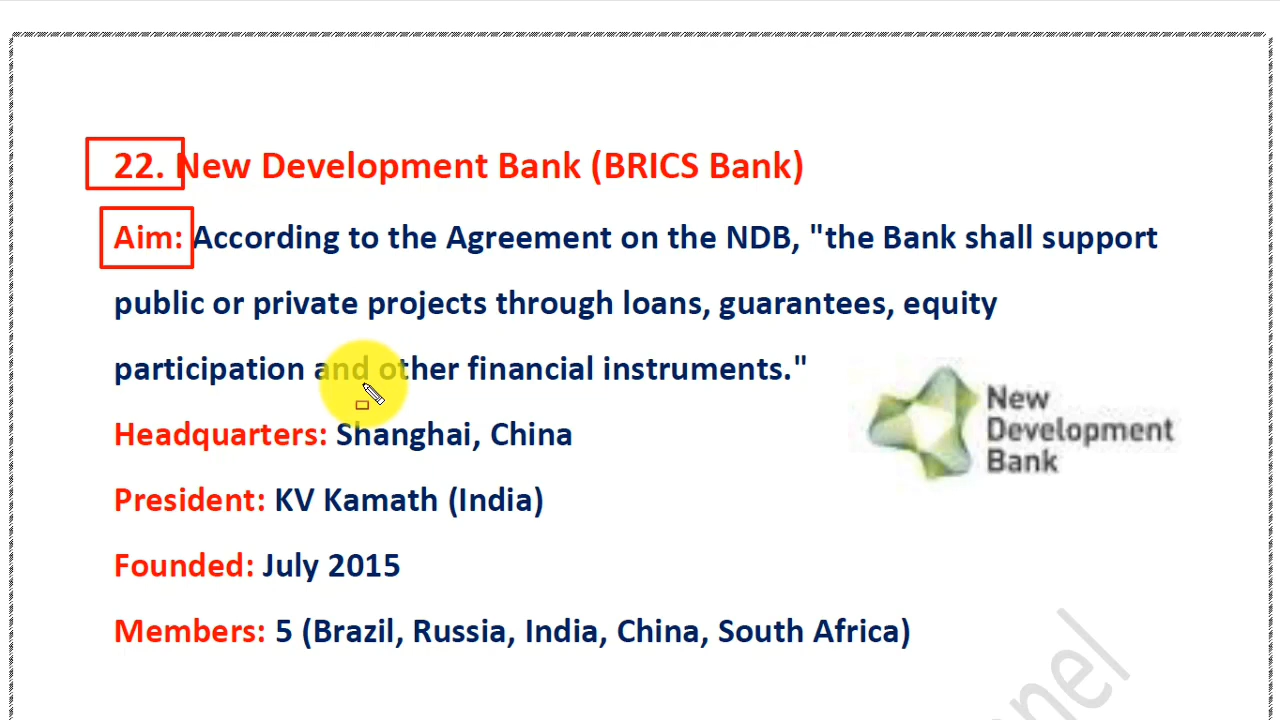 22. New Development Bank (BRICS Bank)
Aim: According to the Agreement on the NDB, "the Bank shall support
public or private projects through loans, guarantees, equity
participation and other financial instruments."
New
Development
Bank
Headquarters: Shanghai, China
President: KV Kamath (India)
Founded: July 2015
Members: 5 (Brazil, Russia, India, China, South Africa)